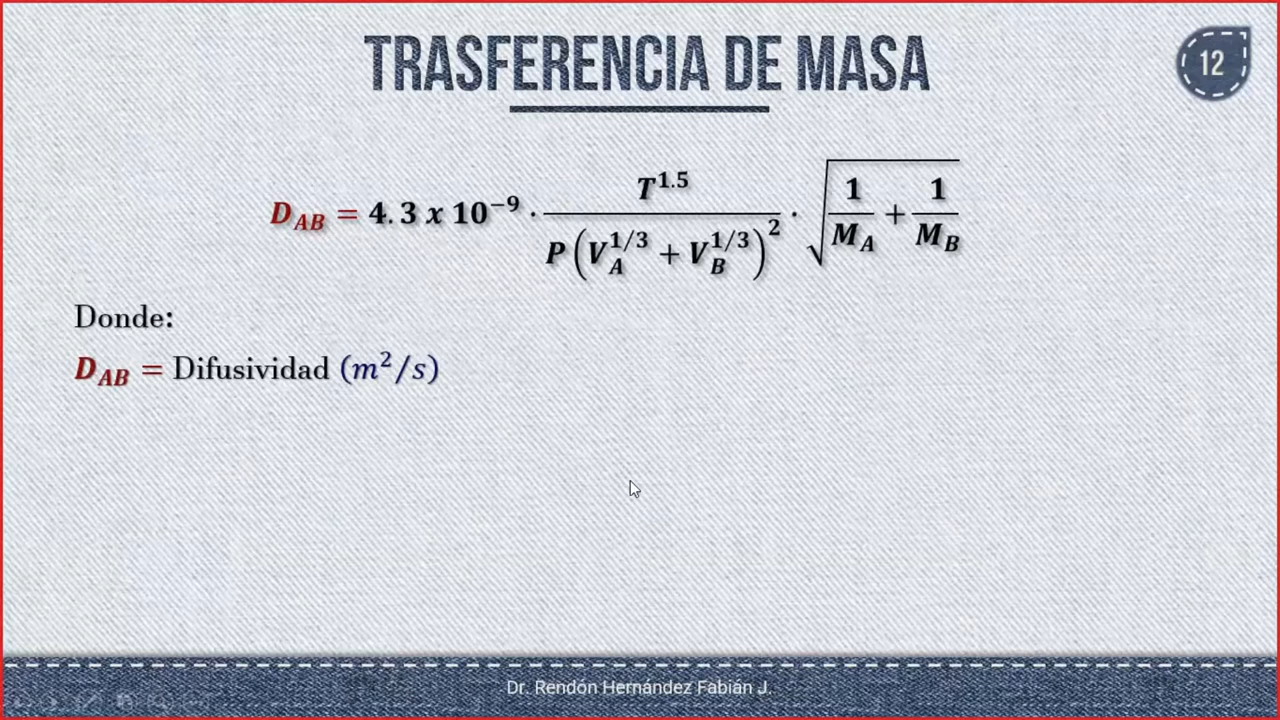 TRASFERENCIA DE MASA
12
D_AB = 4.3 x 10^−9 · T^1.5 / P(V_A^1/3 + V_B^1/3)^2 · √(1/M_A + 1/M_B)
Donde:
D_AB = Difusividad (m^2/s)
Dr. Rendón Hernández Fabián J.